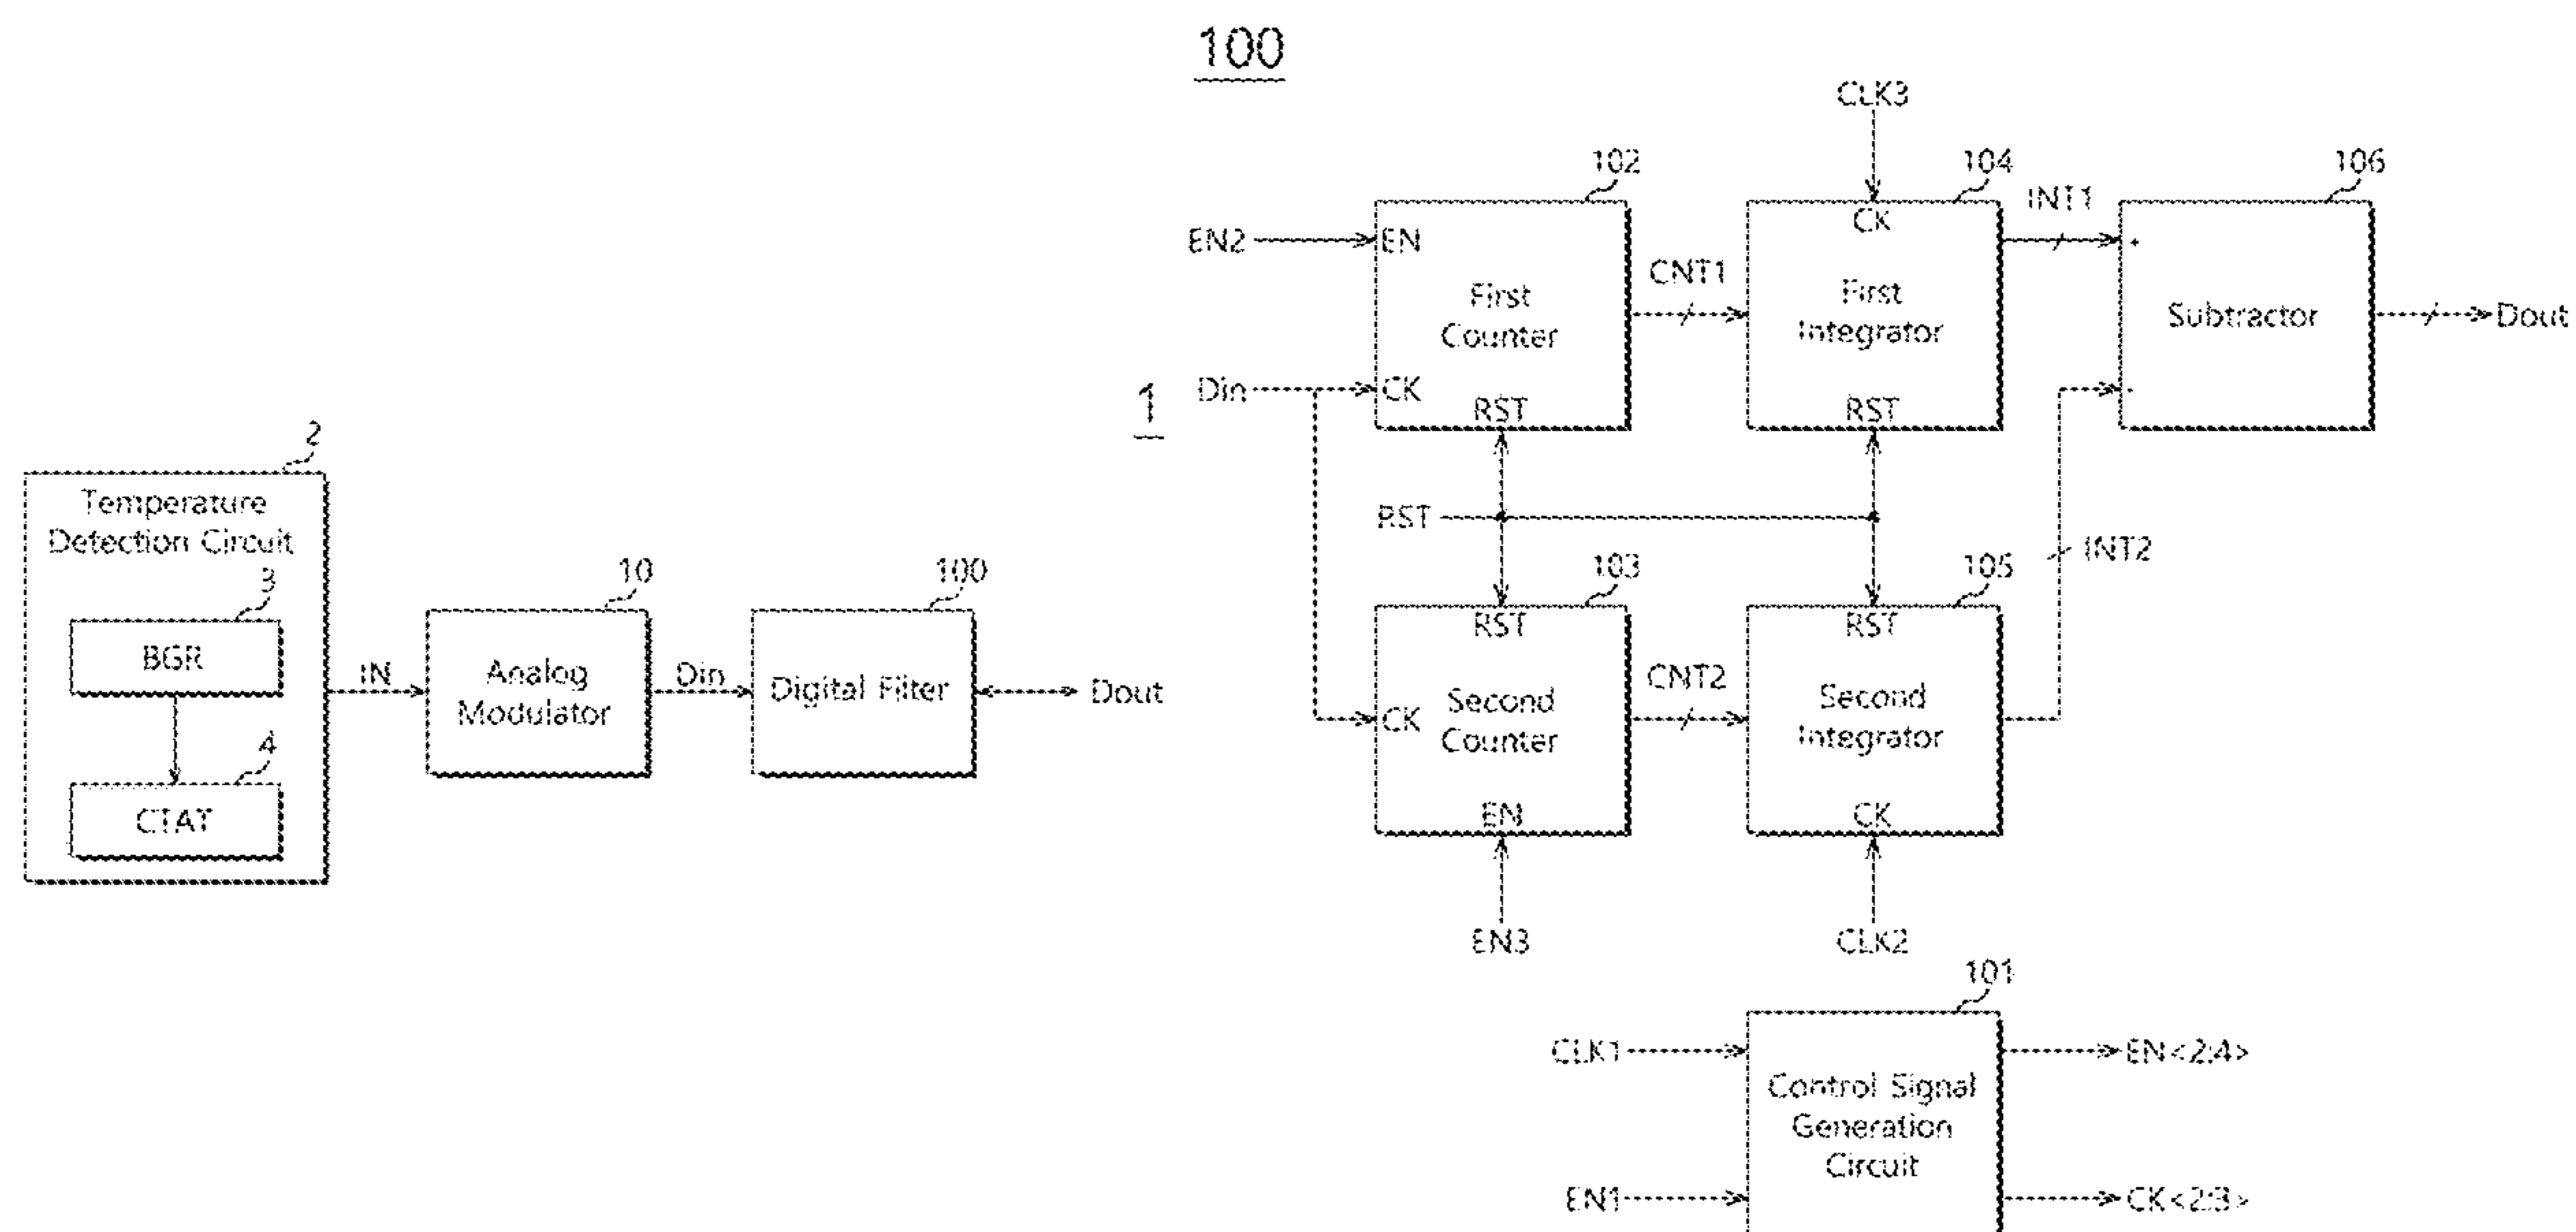 100
CLK3
102
104
106
EN2
EN
CK
INT1
CNT1
First
Counter
First
Integrator
Subtractor
Dout
Din
CK
RST
RST
1
RST
INT2
103
105
RST
RST
CNT2
CK
Second
Counter
Second
Integrator
EN
CK
EN3
CLK2
101
CLK1
EN<2:4>
Control Signal
Generation
Circuit
EN1
CK<2:3>
2
Temperature
Detection Circuit
3
BGR
4
CTAT
IN
10
Analog
Modulator
Din
100
Digital Filter
Dout